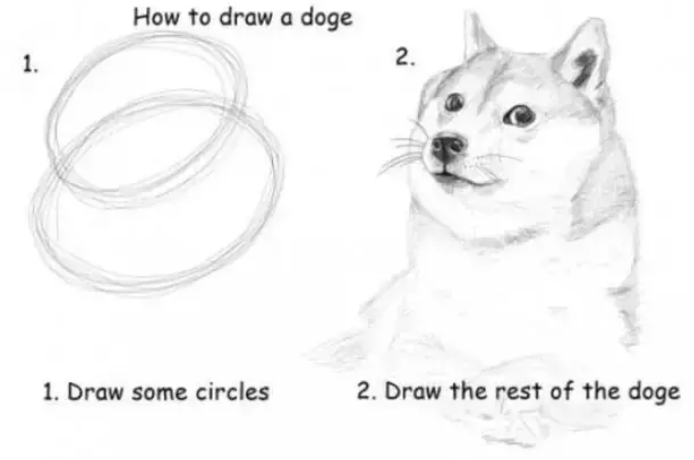 How to draw a doge
1.
2.
1. Draw some circles
2. Draw the rest of the doge